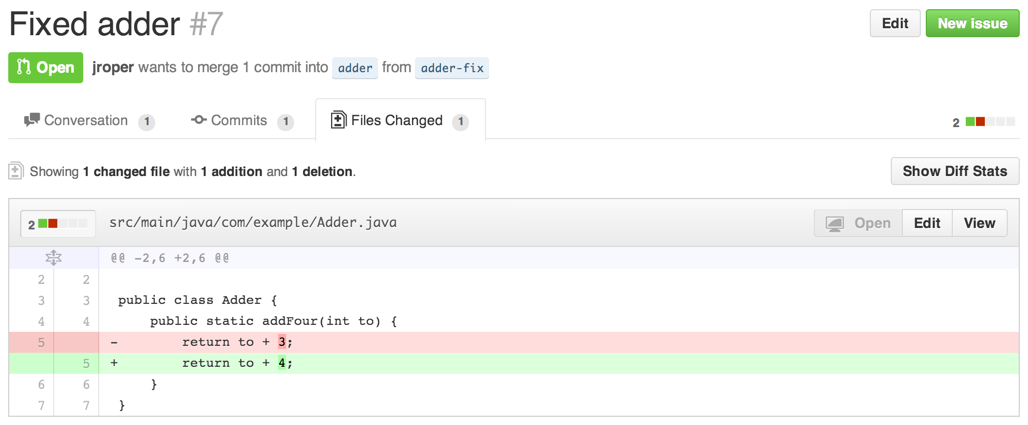 Fixed adder #7
Edit
New issue
Open
jroper wants to merge 1 commit into adder from adder-fix
Conversation 1
Commits 1
Files Changed 1
2
Showing 1 changed file with 1 addition and 1 deletion.
Show Diff Stats
2 src/main/java/com/example/Adder.java
Open
Edit
View
@@ -2,6 +2,6 @@
2 2
3 3 public class Adder {
4 4 public static addFour(int to) {
5 - return to + 3;
5 + return to + 4;
6 6 }
7 7 }